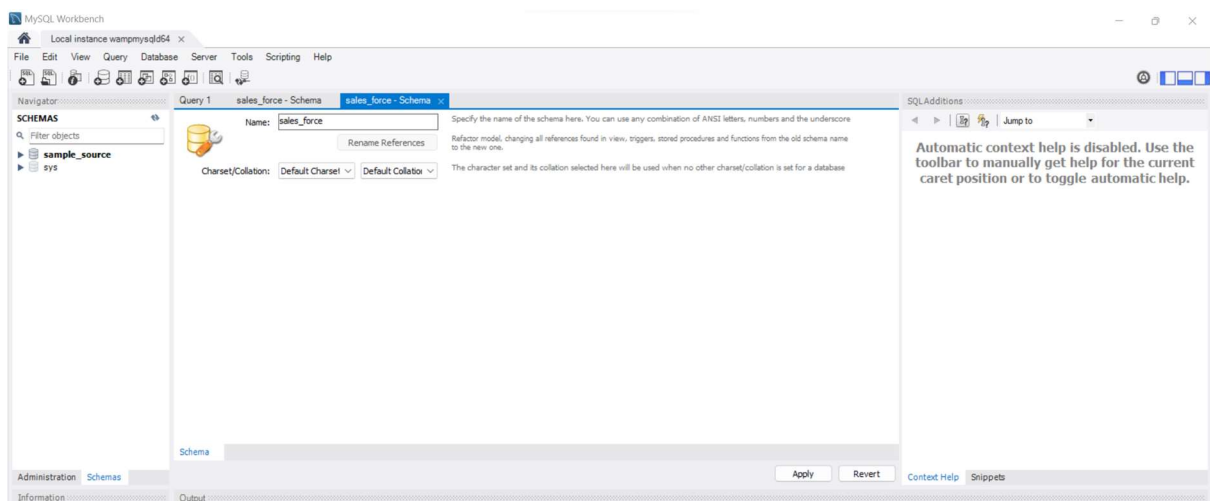 MySQL Workbench
Local instance wampmysqld64 ×
File Edit View Query Database Server Tools Scripting Help
Navigator
SCHEMAS
Filter objects
sample_source
sys
Administration Schemas
Information
Query 1 sales_force - Schema sales_force - Schema ×
Name: sales_force
Specify the name of the schema here. You can use any combination of ANSI letters, numbers and the underscore
Rename References
Refactor model, changing all references found in view, triggers, stored procedures and functions from the old schema name
to the new one.
Charset/Collation: Default Charset Default Collation
The character set and its collation selected here will be used when no other charset/collation is set for a database
Schema
Apply Revert
Output
SQLAdditions
Jump to
Automatic context help is disabled. Use the
toolbar to manually get help for the current
caret position or to toggle automatic help.
Context Help Snippets